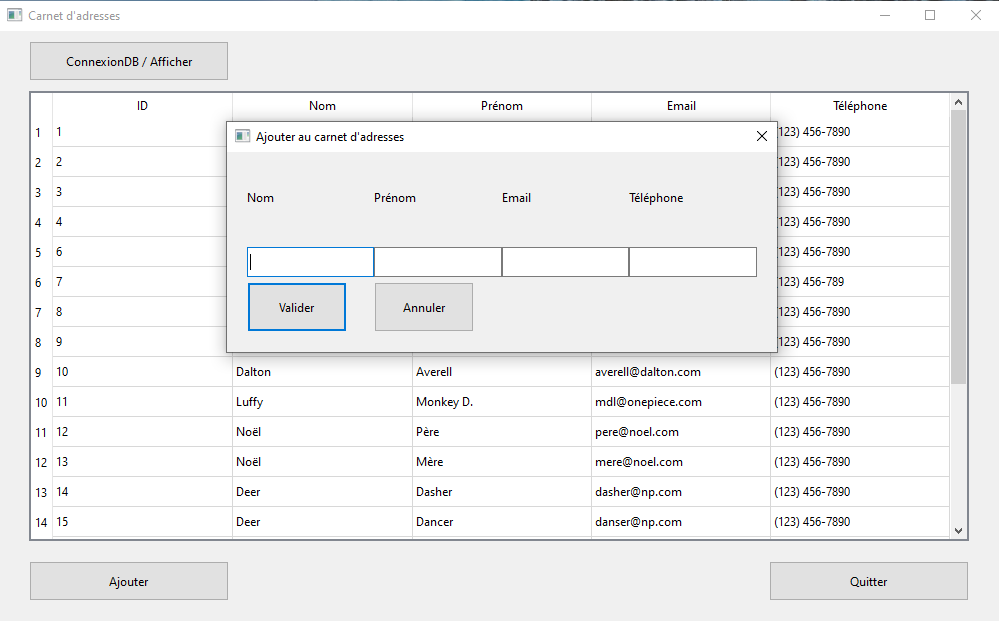 Carnet d'adresses
ConnexionDB / Afficher
ID Nom Prénom Email Téléphone
1 1 (123) 456-7890
2 2 (123) 456-7890
3 3 (123) 456-7890
4 4 (123) 456-7890
5 6 (123) 456-7890
6 7 (123) 456-789
7 8 (123) 456-7890
8 9 (123) 456-7890
Ajouter au carnet d'adresses
Nom Prénom Email Téléphone
Valider Annuler
9 10 Dalton Averell averell@dalton.com (123) 456-7890
10 11 Luffy Monkey D. mdl@onepiece.com (123) 456-7890
11 12 Noël Père pere@noel.com (123) 456-7890
12 13 Noël Mère mere@noel.com (123) 456-7890
13 14 Deer Dasher dasher@np.com (123) 456-7890
14 15 Deer Dancer danser@np.com (123) 456-7890
Ajouter Quitter